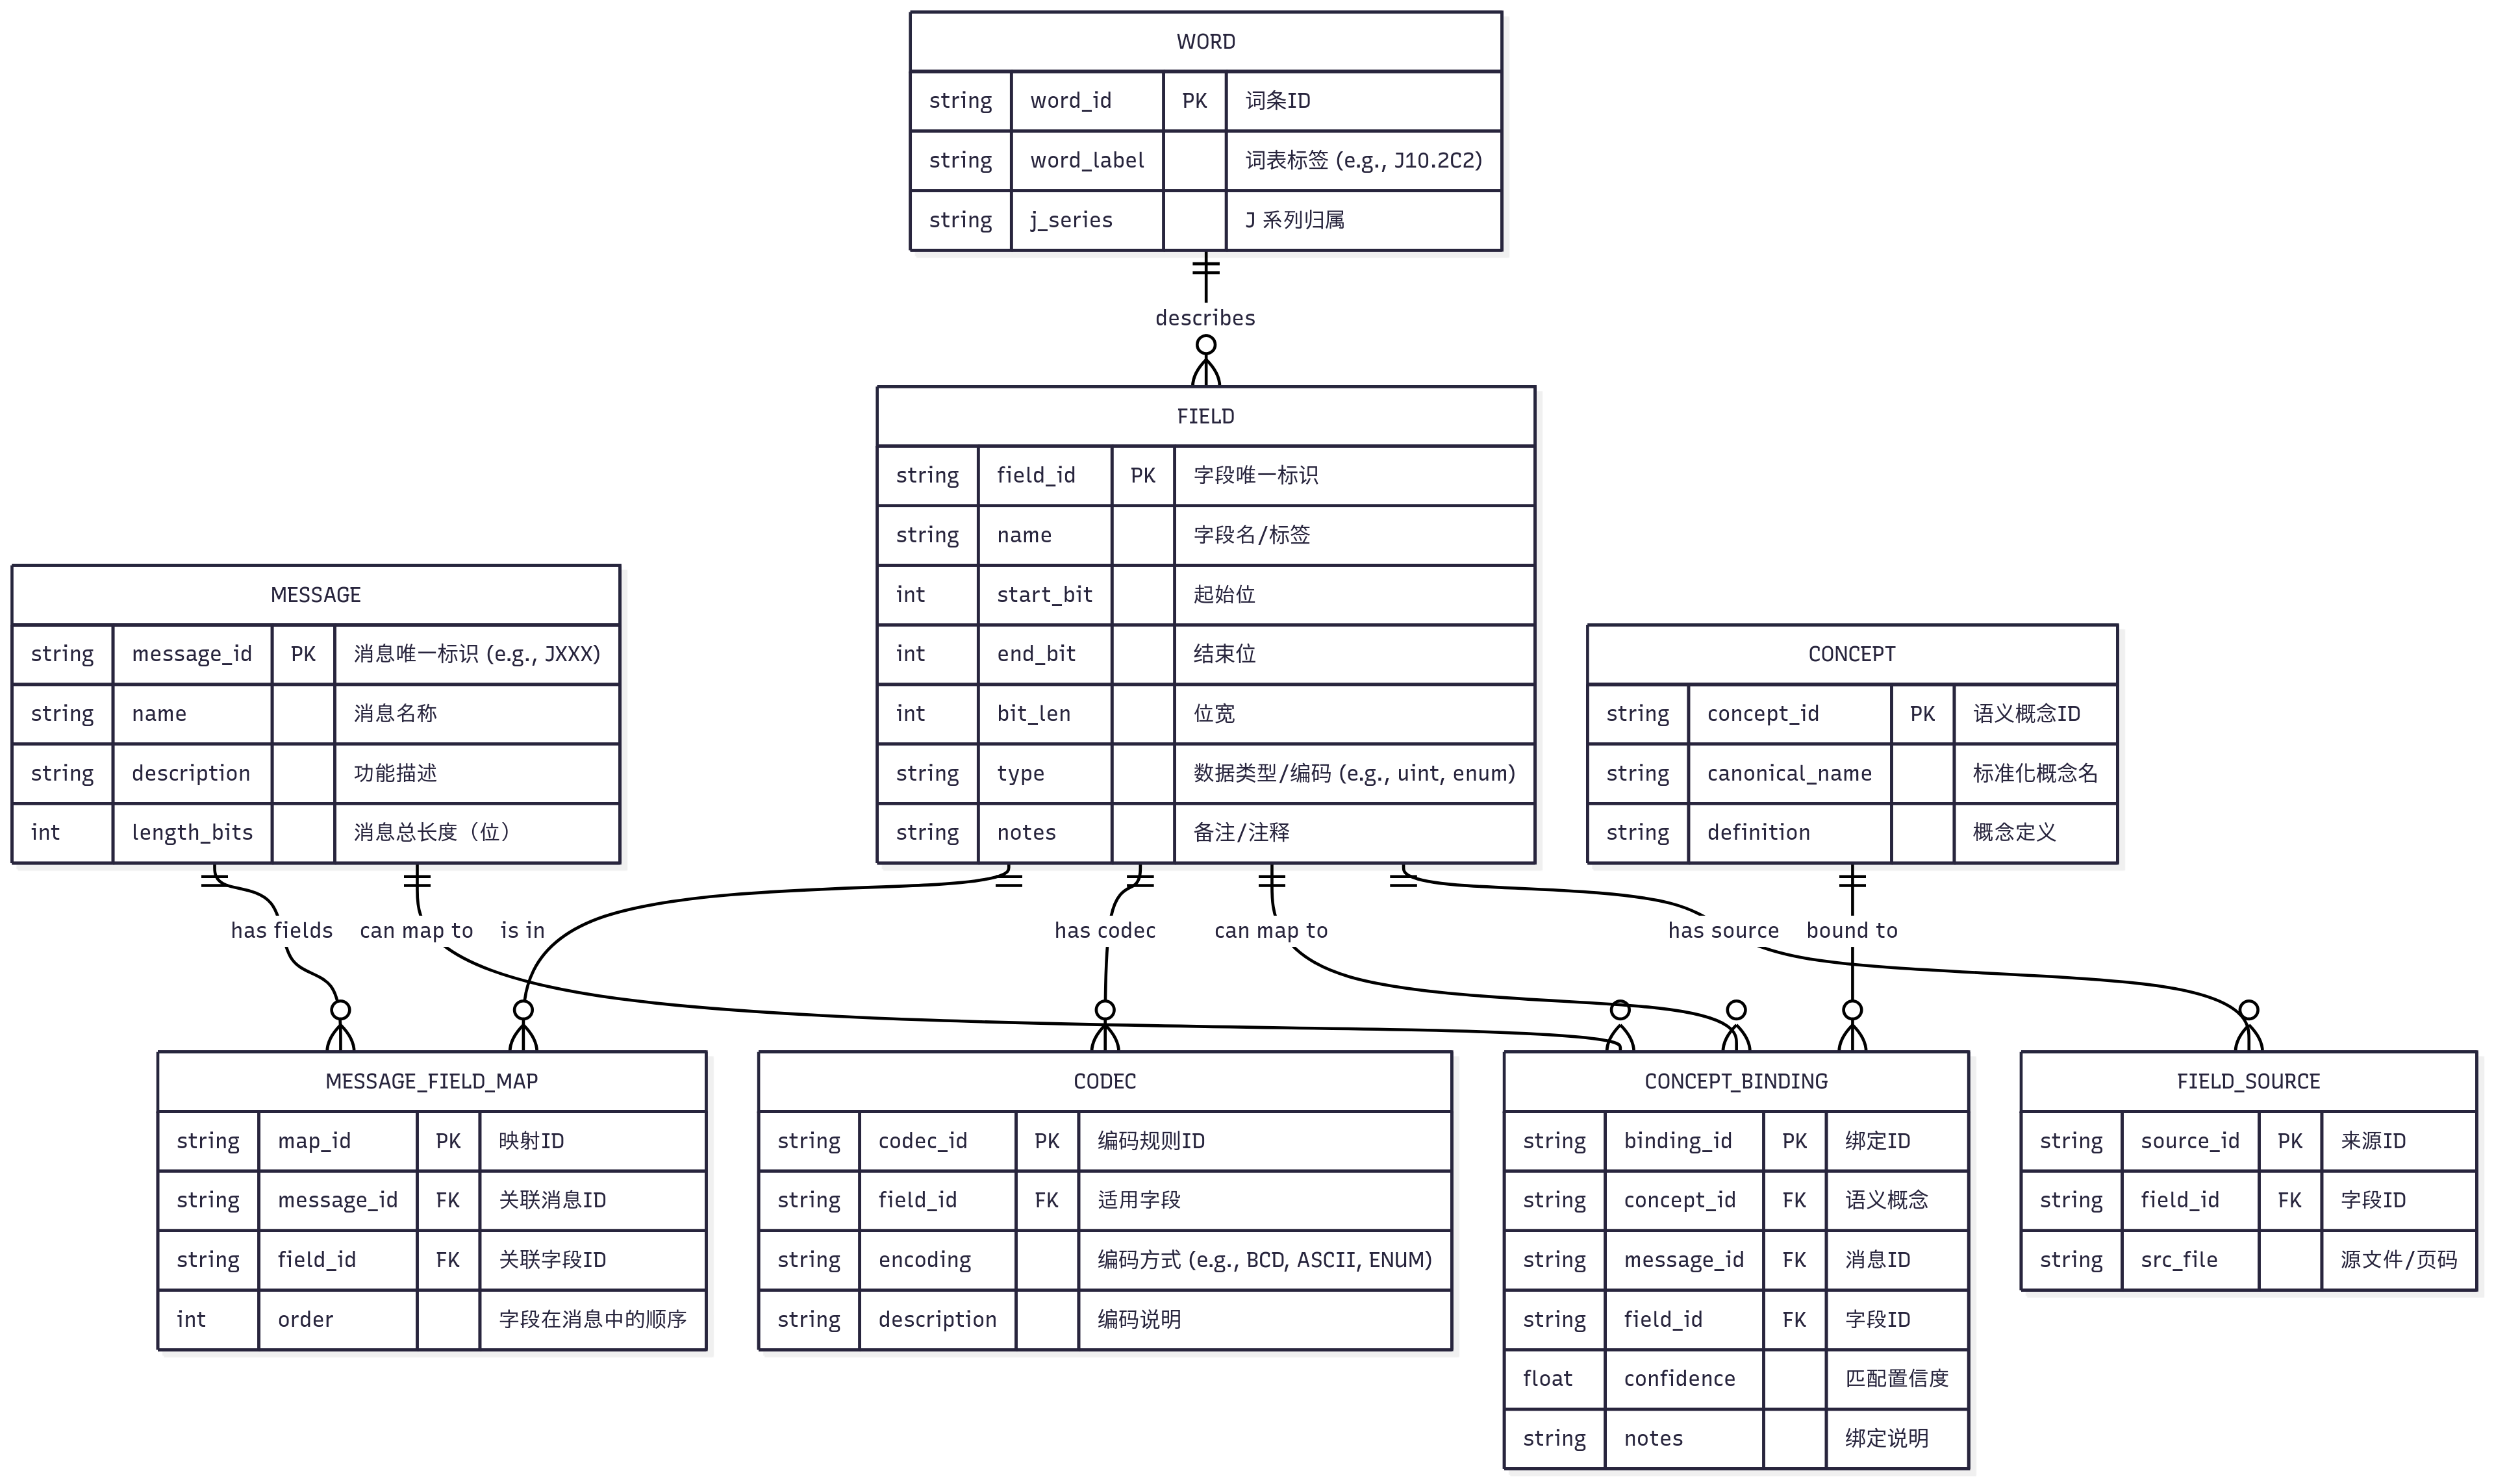 WORD
string word_id PK 词条ID
string word_label 词表标签 (e.g., J10.2C2)
string j_series J 系列归属
describes
FIELD
string field_id PK 字段唯一标识
string name 字段名/标签
int start_bit 起始位
int end_bit 结束位
int bit_len 位宽
string type 数据类型/编码 (e.g., uint, enum)
string notes 备注/注释
MESSAGE
string message_id PK 消息唯一标识 (e.g., JXXX)
string name 消息名称
string description 功能描述
int length_bits 消息总长度（位）
CONCEPT
string concept_id PK 语义概念ID
string canonical_name 标准化概念名
string definition 概念定义
has fields
can map to
is in
has codec
can map to
has source
bound to
MESSAGE_FIELD_MAP
string map_id PK 映射ID
string message_id FK 关联消息ID
string field_id FK 关联字段ID
int order 字段在消息中的顺序
CODEC
string codec_id PK 编码规则ID
string field_id FK 适用字段
string encoding 编码方式 (e.g., BCD, ASCII, ENUM)
string description 编码说明
CONCEPT_BINDING
string binding_id PK 绑定ID
string concept_id FK 语义概念
string message_id FK 消息ID
string field_id FK 字段ID
float confidence 匹配置信度
string notes 绑定说明
FIELD_SOURCE
string source_id PK 来源ID
string field_id FK 字段ID
string src_file 源文件/页码